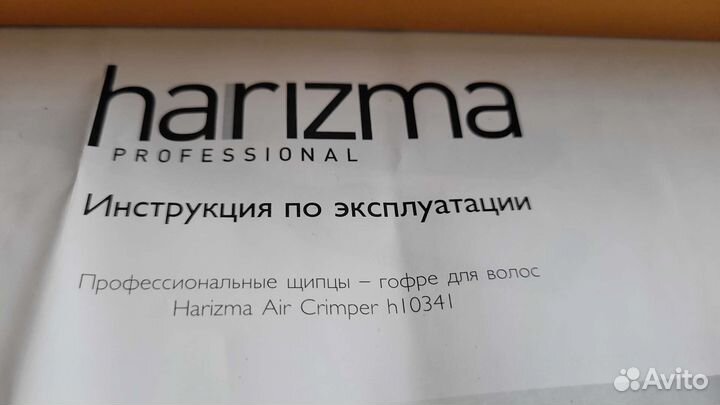 harizma
PROFESSIONAL
Инструкция по эксплуатации
Профессиональные щипцы – гофре для волос
Harizma Air Crimper h10341
Avito